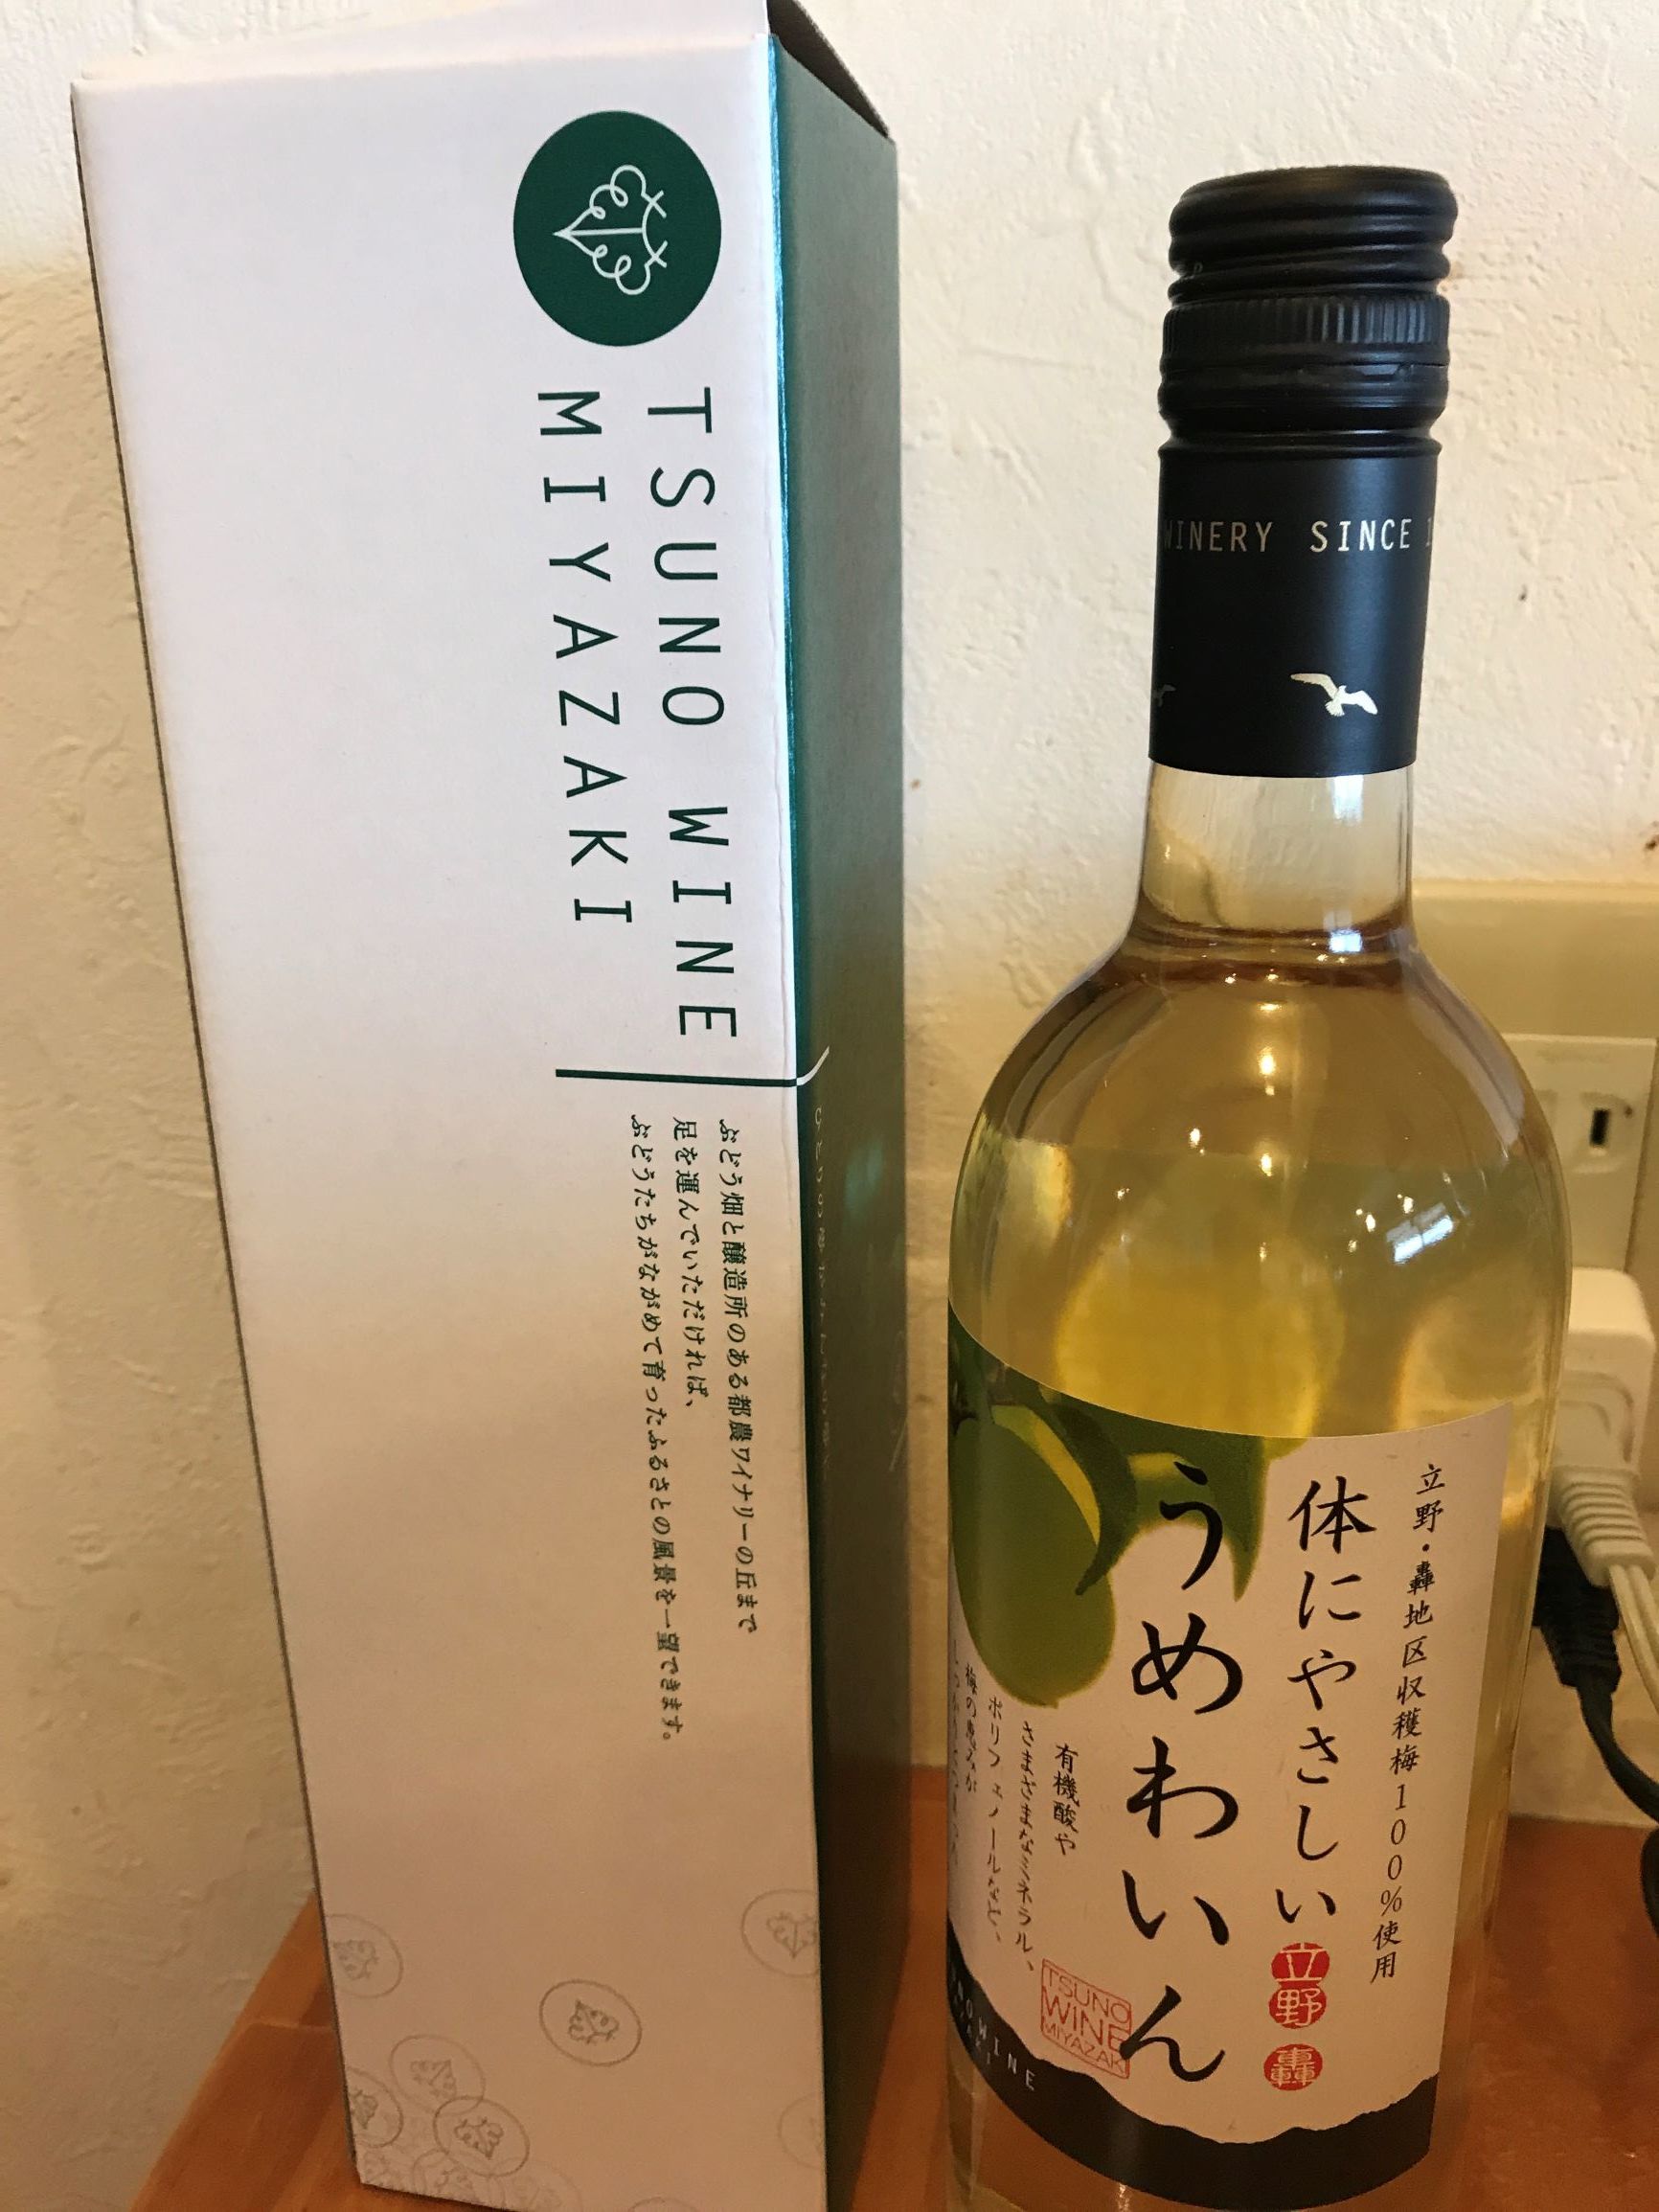 TSUNO WINE
MIYAZAKI
ぶどう畑と醸造所のある都農ワイナリーの丘まで
足を運んでいただければ、
ぶどうたちがながめて育ったふるさとの風景を一望できます。
WINERY SINCE
立野・轟地区収穫梅100%使用
体にやさしい
立野
轟
うめわいん
有機酸や
さまざまなミネラル、
ポリフェノールなど、
梅の恵みが
TSUNO
WINE
MIYAZAKI
WINE